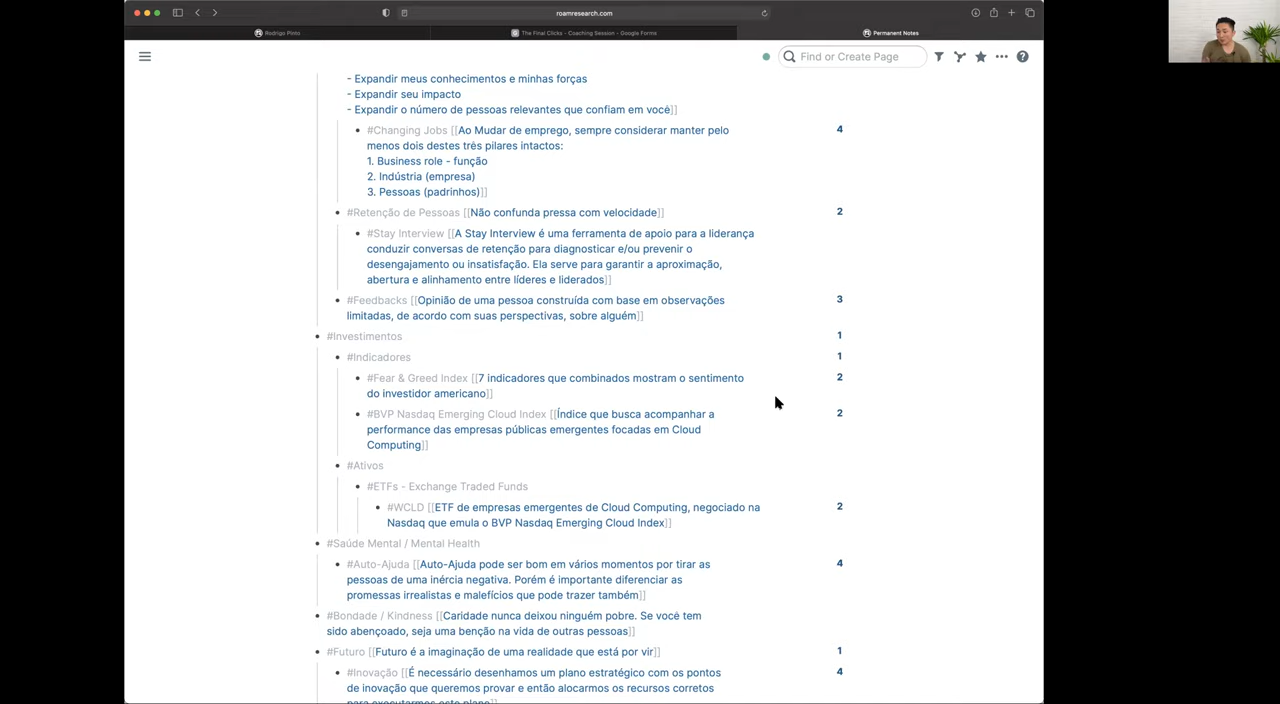 roamresearch.com
Rodrigo Pinto
The Final Clicks - Coaching Session - Google Forms
Permanent Notes
Find or Create Page
- Expandir meus conhecimentos e minhas forças
- Expandir seu impacto
- Expandir o número de pessoas relevantes que confiam em você]]
#Changing Jobs [[Ao Mudar de emprego, sempre considerar manter pelo 4
menos dois destes três pilares intactos:
1. Business role - função
2. Indústria (empresa)
3. Pessoas (padrinhos)]]
#Retenção de Pessoas [[Não confunda pressa com velocidade]] 2
#Stay Interview [[A Stay Interview é uma ferramenta de apoio para a liderança
conduzir conversas de retenção para diagnosticar e/ou prevenir o
desengajamento ou insatisfação. Ela serve para garantir a aproximação,
abertura e alinhamento entre líderes e liderados]]
#Feedbacks [[Opinião de uma pessoa construída com base em observações 3
limitadas, de acordo com suas perspectivas, sobre alguém]]
#Investimentos 1
#Indicadores 1
#Fear & Greed Index [[7 indicadores que combinados mostram o sentimento 2
do investidor americano]]
#BVP Nasdaq Emerging Cloud Index [[Índice que busca acompanhar a 2
performance das empresas públicas emergentes focadas em Cloud
Computing]]
#Ativos
#ETFs - Exchange Traded Funds
#WCLD [[ETF de empresas emergentes de Cloud Computing, negociado na 2
Nasdaq que emula o BVP Nasdaq Emerging Cloud Index]]
#Saúde Mental / Mental Health
#Auto-Ajuda [[Auto-Ajuda pode ser bom em vários momentos por tirar as 4
pessoas de uma inércia negativa. Porém é importante diferenciar as
promessas irrealistas e malefícios que pode trazer também]]
#Bondade / Kindness [[Caridade nunca deixou ninguém pobre. Se você tem
sido abençoado, seja uma benção na vida de outras pessoas]]
#Futuro [[Futuro é a imaginação de uma realidade que está por vir]] 1
#Inovação [[É necessário desenhamos um plano estratégico com os pontos 4
de inovação que queremos provar e então alocarmos os recursos corretos
para executarmos este plano]]